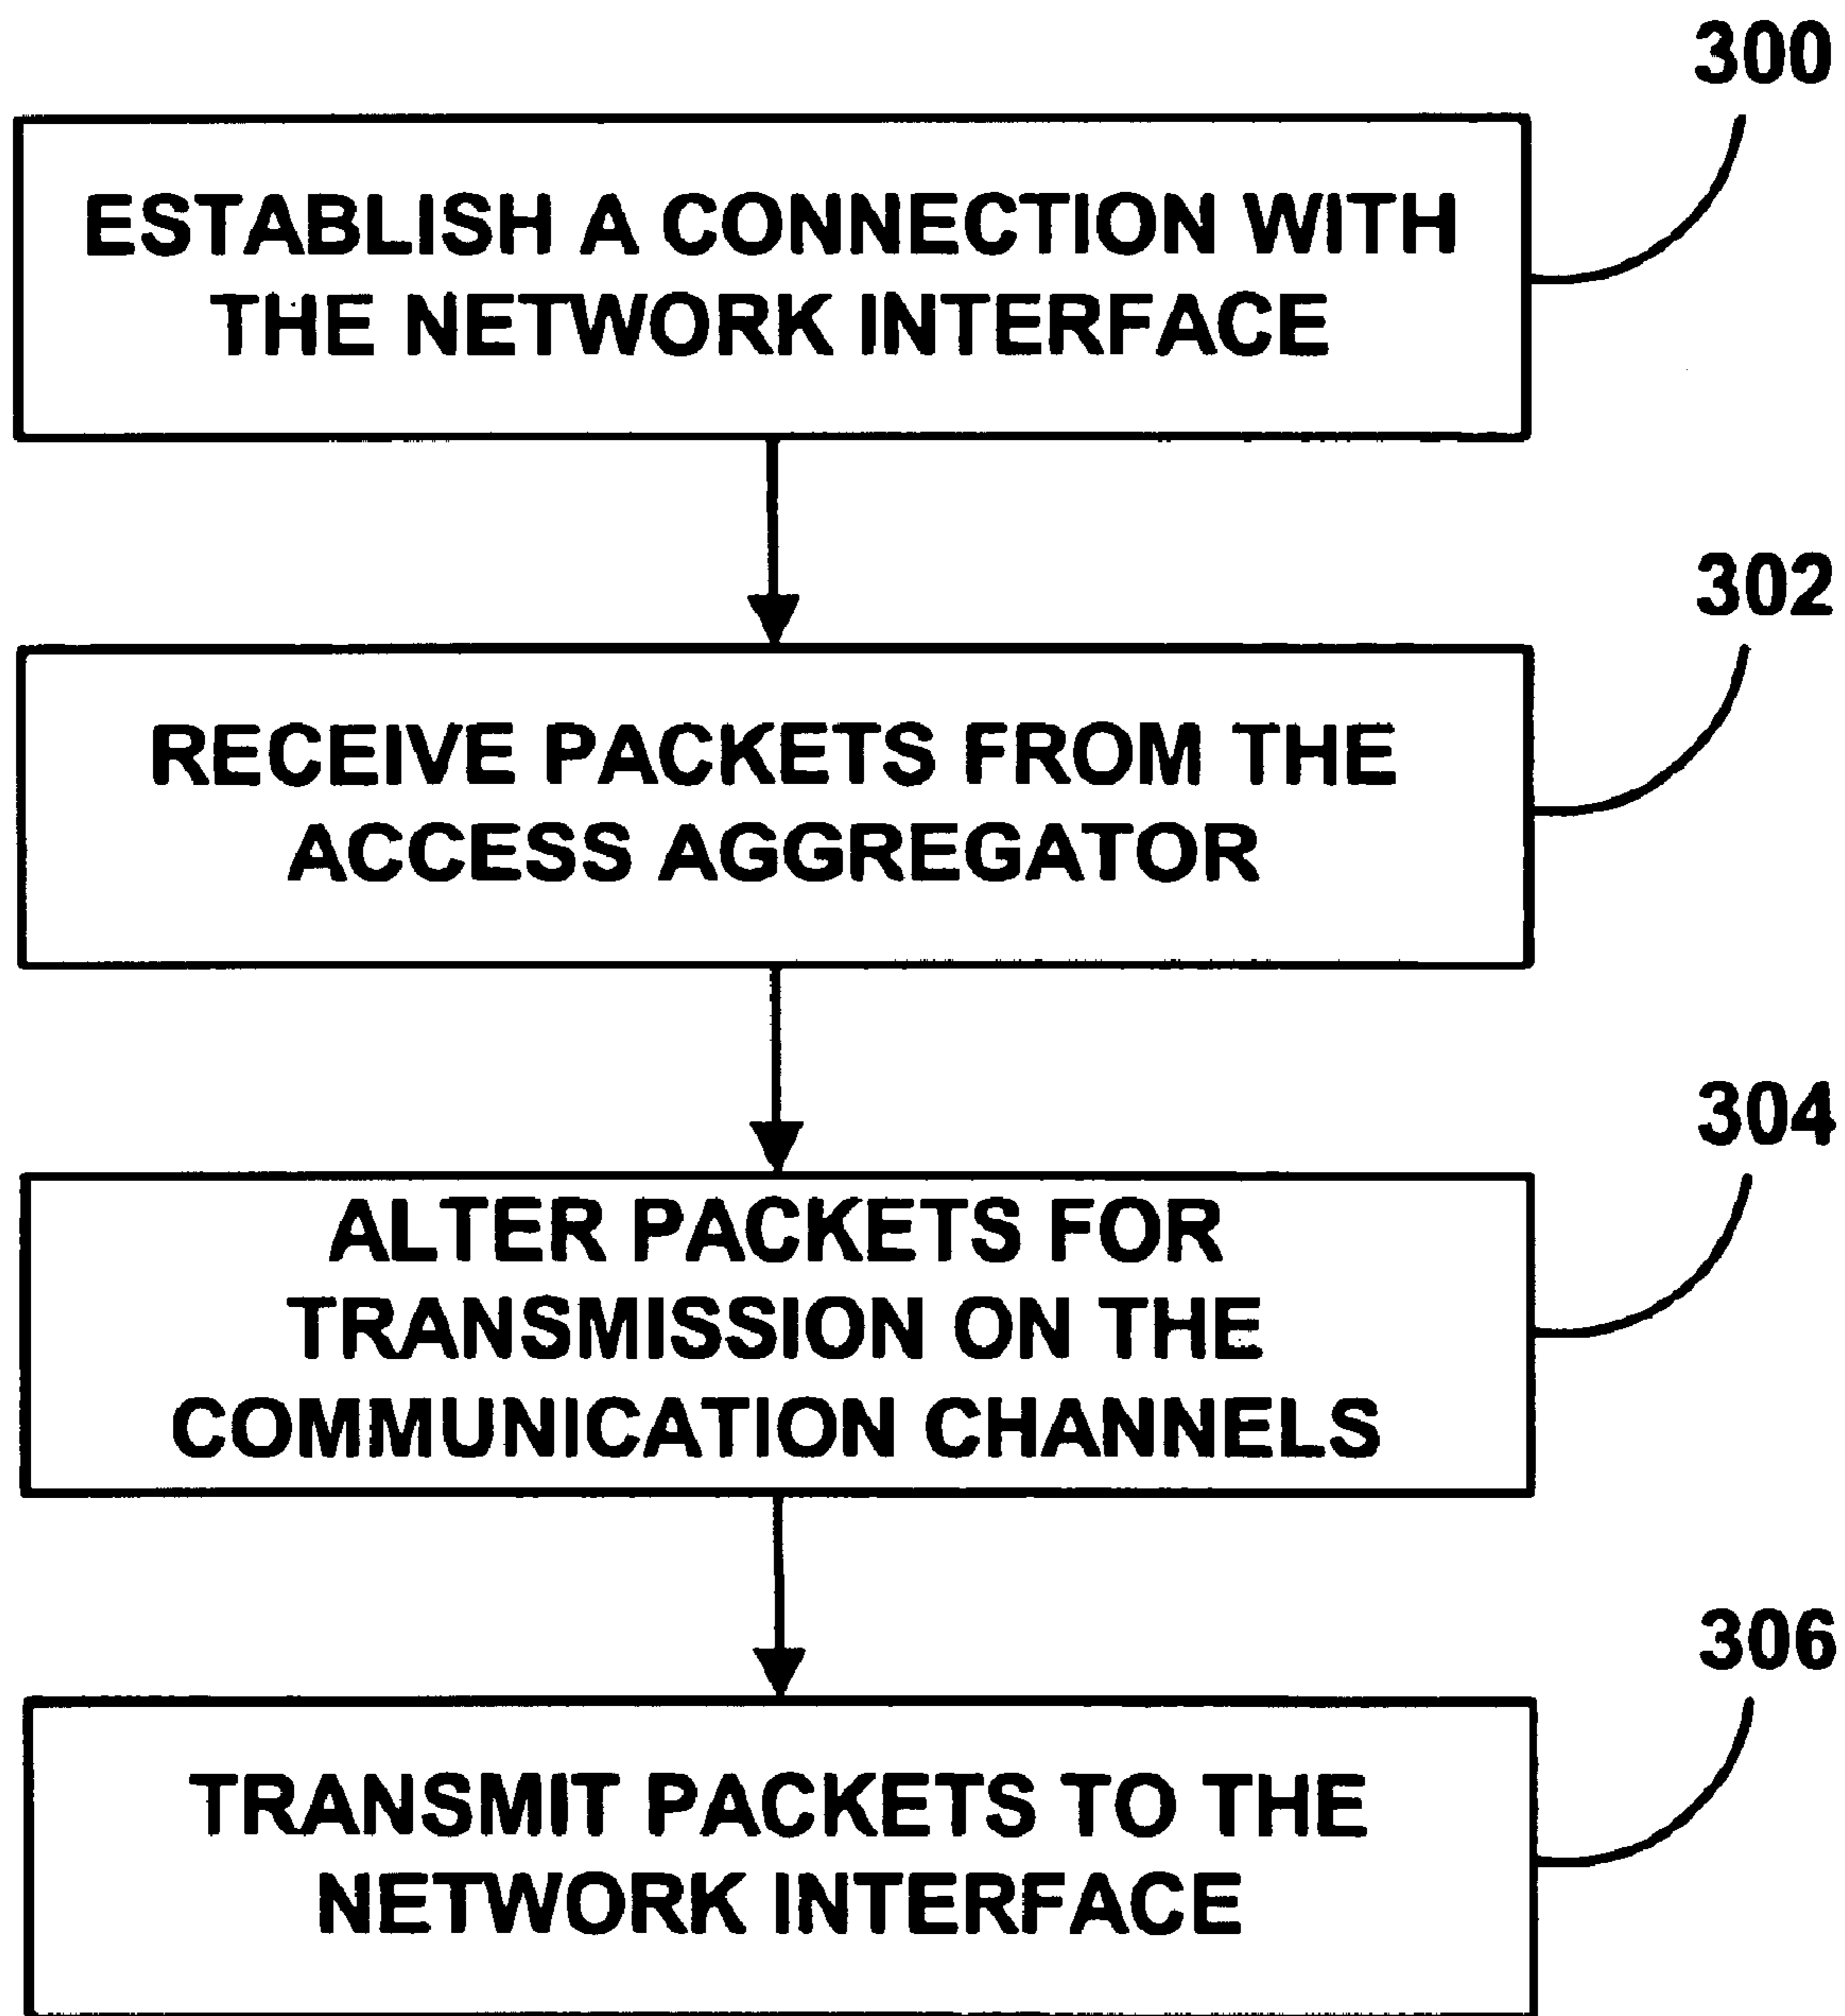 300
ESTABLISH A CONNECTION WITH
THE NETWORK INTERFACE
302
RECEIVE PACKETS FROM THE
ACCESS AGGREGATOR
304
ALTER PACKETS FOR
TRANSMISSION ON THE
COMMUNICATION CHANNELS
306
TRANSMIT PACKETS TO THE
NETWORK INTERFACE